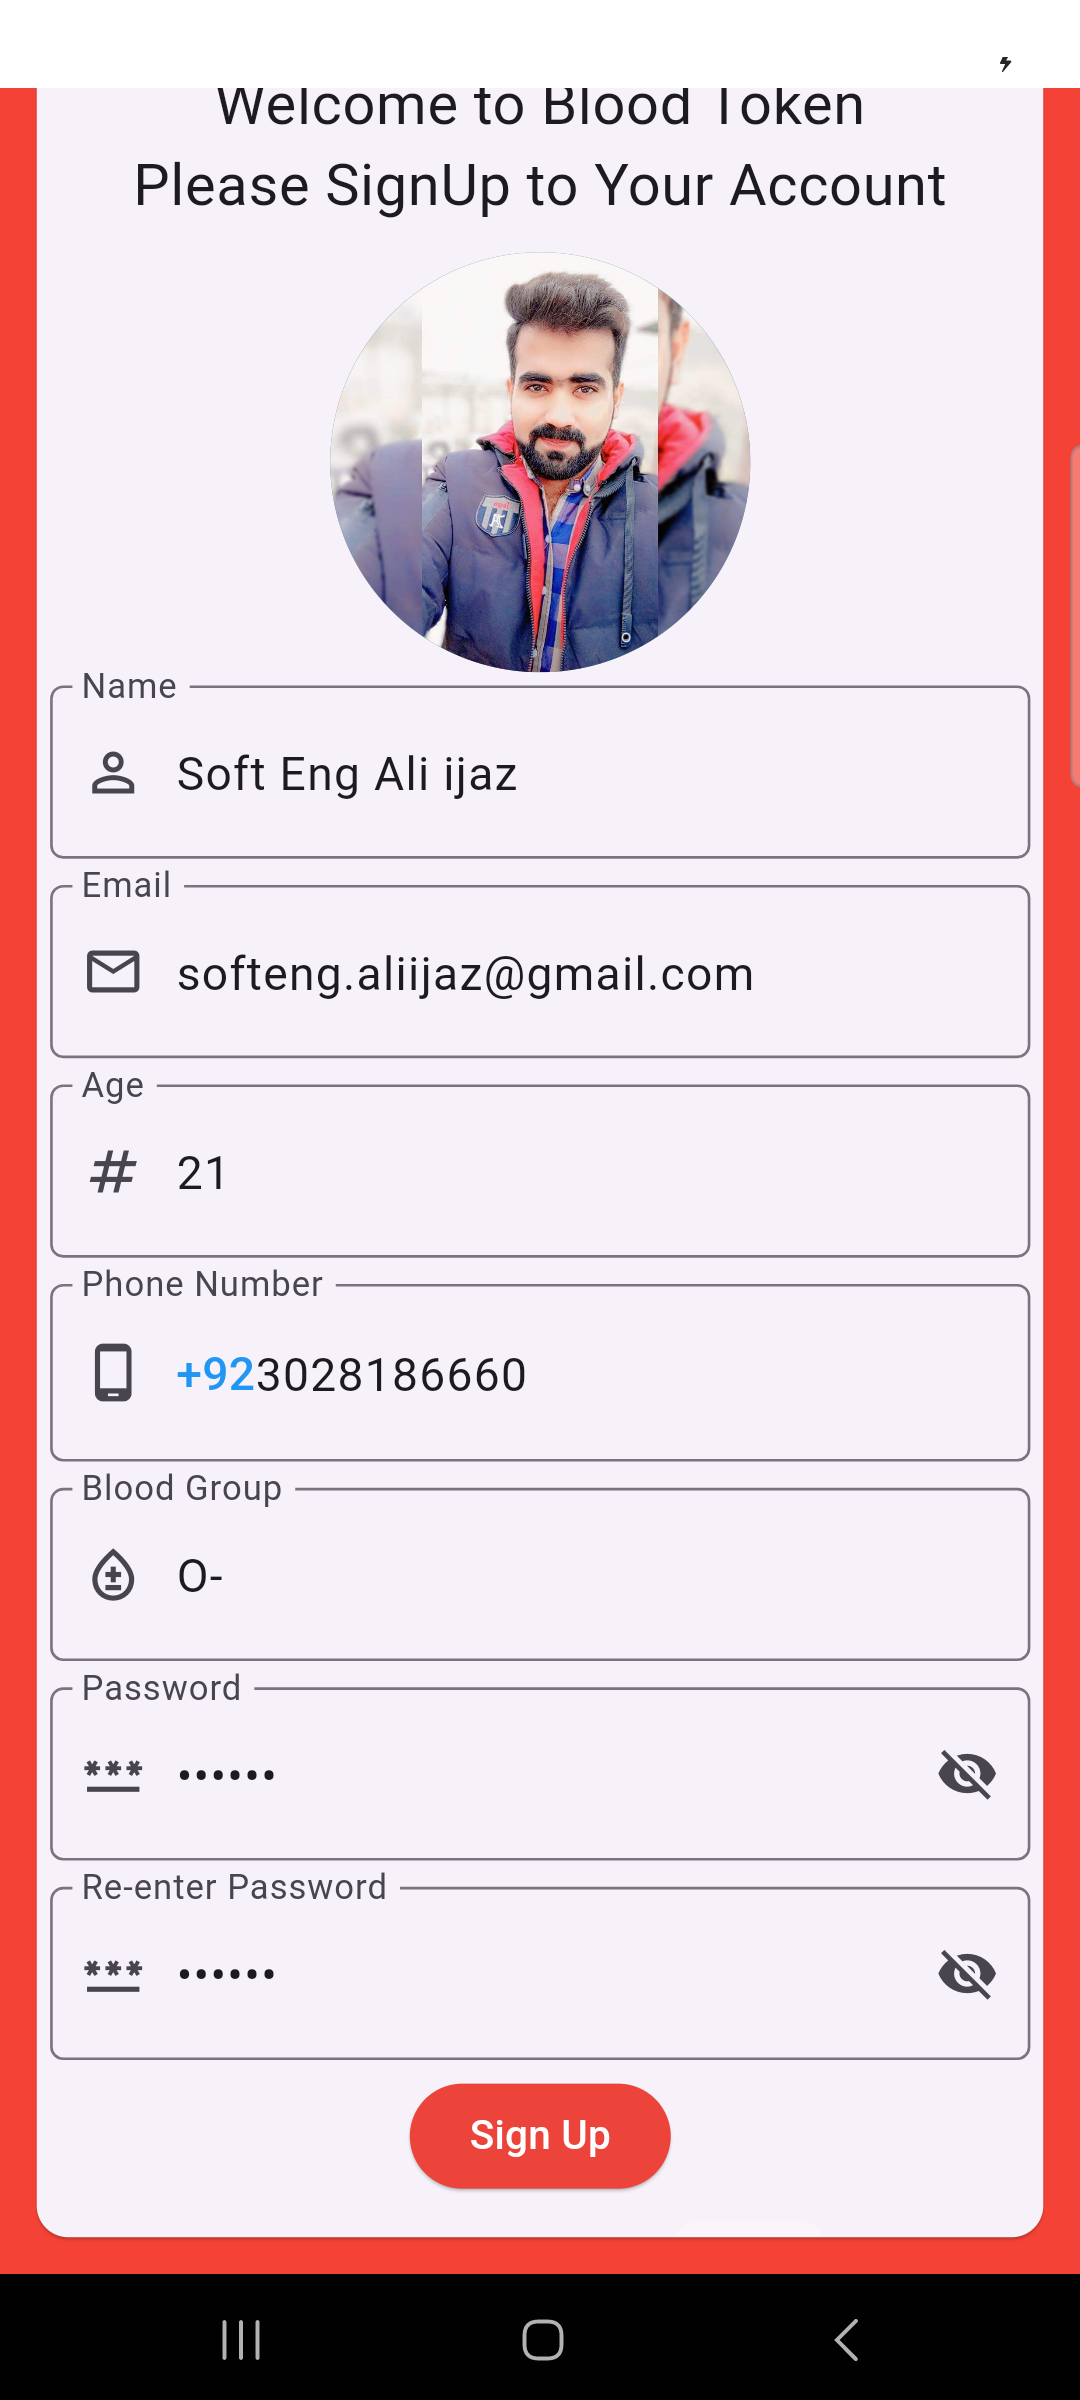 Welcome to Blood Token
Please SignUp to Your Account
Name
Soft Eng Ali ijaz
Email
softeng.aliijaz@gmail.com
Age
21
Phone Number
+923028186660
Blood Group
O-
Password
••••••
Re-enter Password
••••••
Sign Up